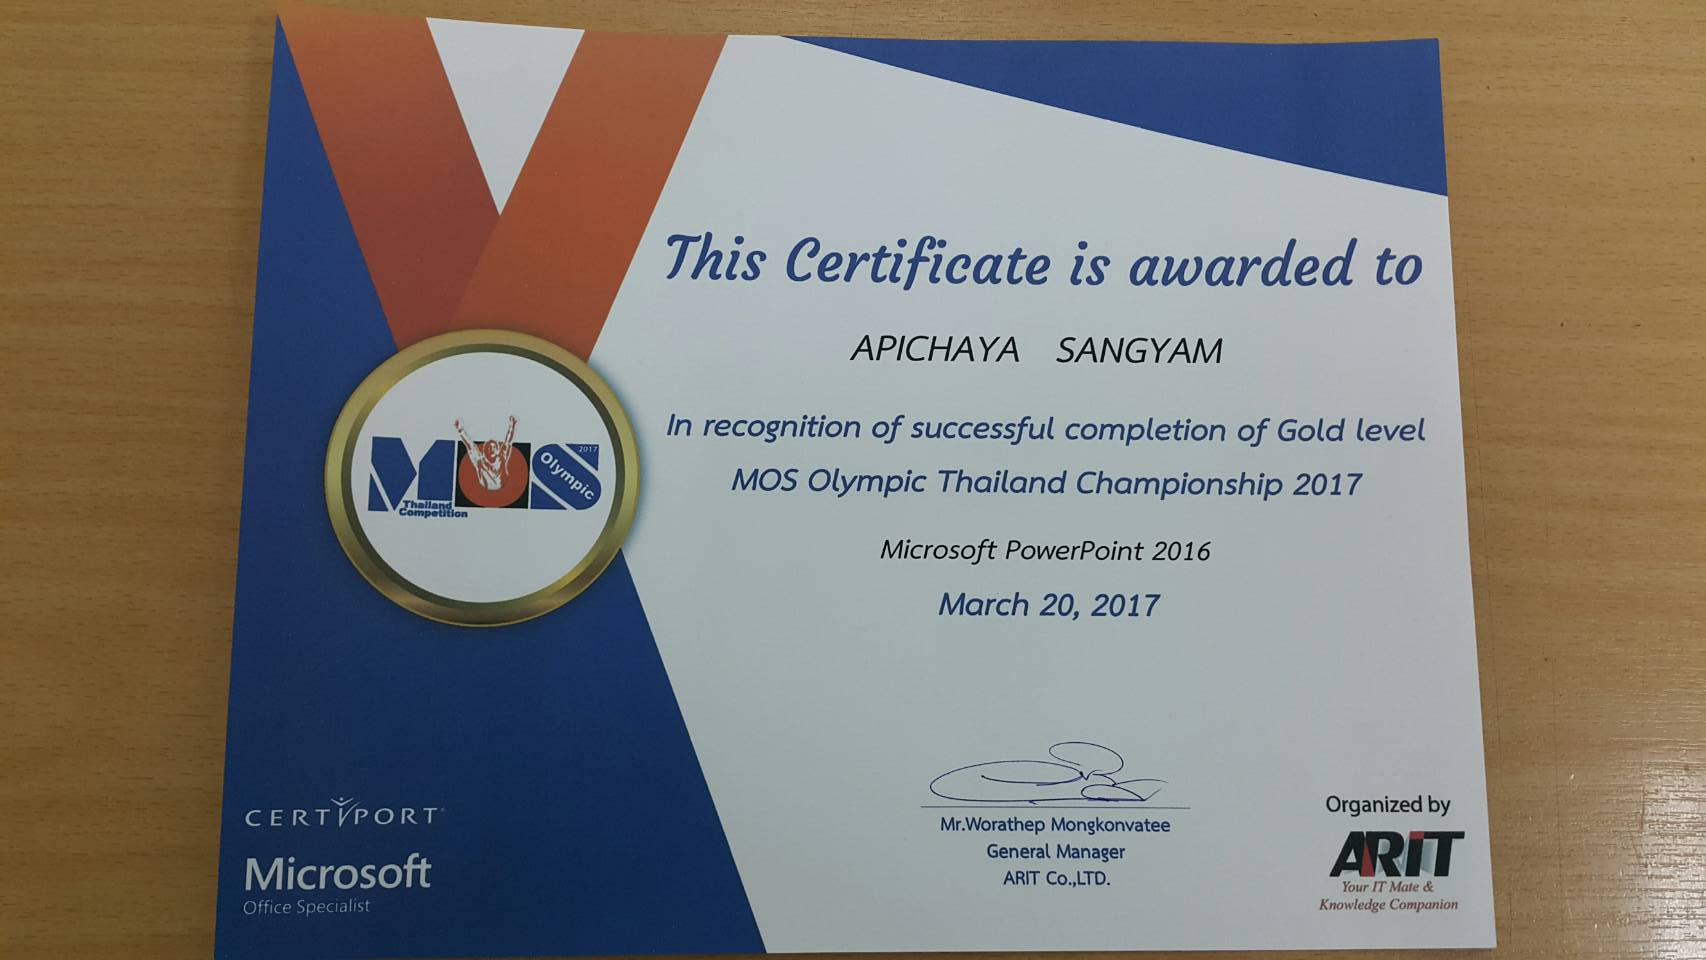 This Certificate is awarded to
APICHAYA SANGYAM
In recognition of successful completion of Gold level
MOS Olympic Thailand Championship 2017
Microsoft PowerPoint 2016
March 20, 2017
MOS
2017
Olympic
Thailand
Competition
Mr.Worathep Mongkonvatee
General Manager
ARIT Co.,LTD.
CERTIPORT
Microsoft
Office Specialist
Organized by
ARIT
Your IT Mate &
Knowledge Companion